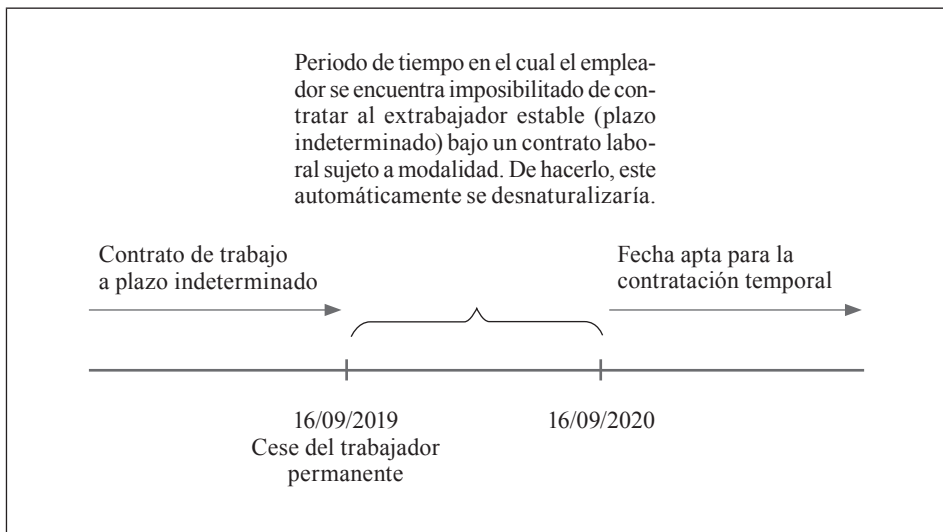 Periodo de tiempo en el cual el emplea-
dor se encuentra imposibilitado de con-
tratar al extrabajador estable (plazo
indeterminado) bajo un contrato labo-
ral sujeto a modalidad. De hacerlo, este
automáticamente se desnaturalizaría.
Contrato de trabajo
a plazo indeterminado
Fecha apta para la
contratación temporal
16/09/2019
Cese del trabajador
permanente
16/09/2020